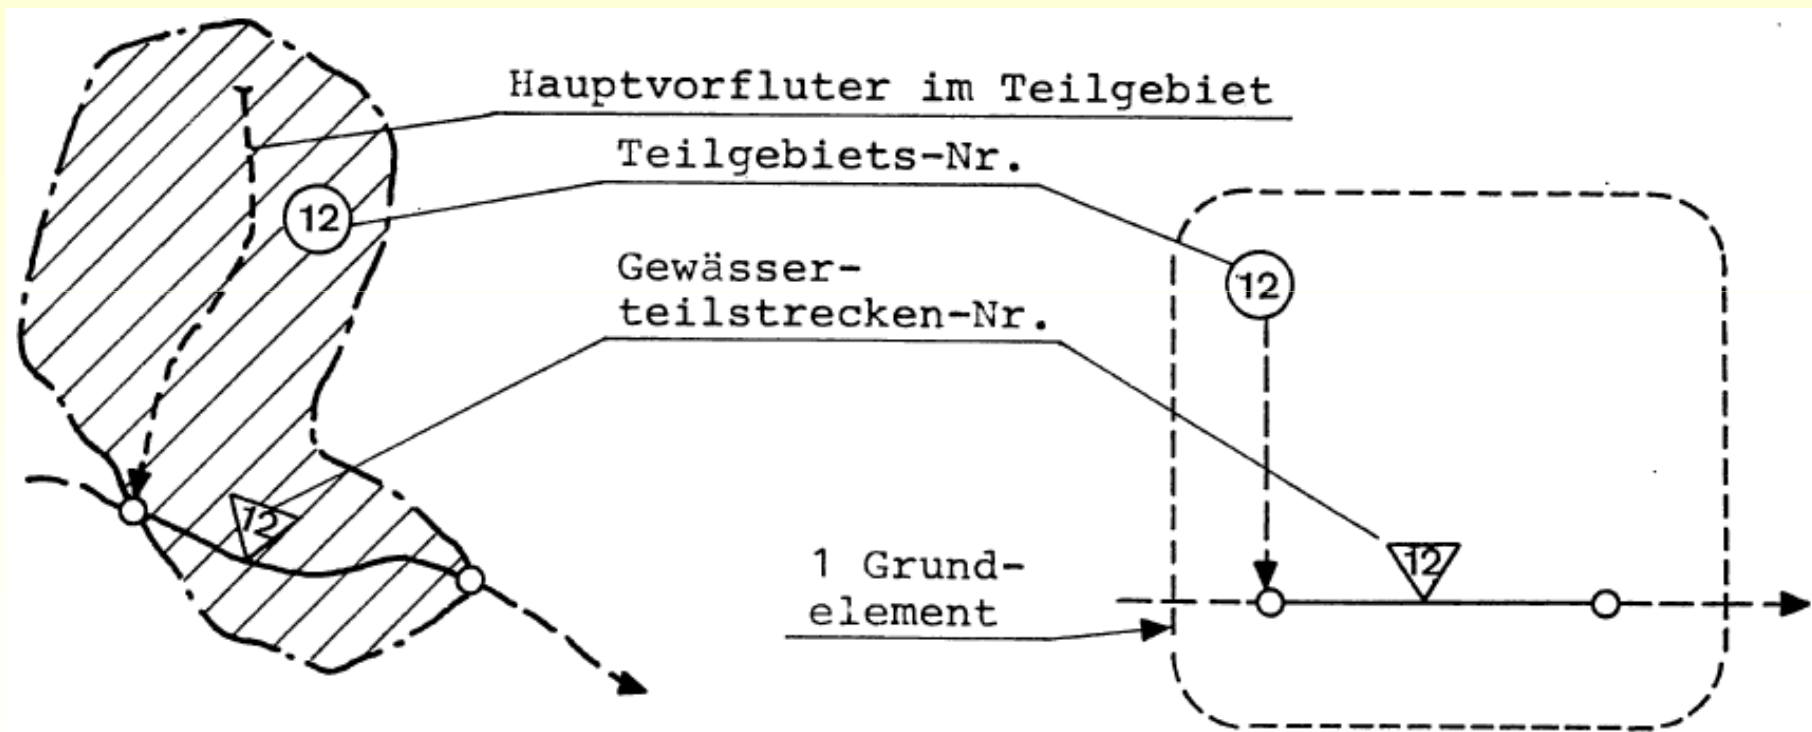 Hauptvorfluter im Teilgebiet
Teilgebiets-Nr.
12
12
Gewässer-
teilstrecken-Nr.
12
12
1 Grund-
element